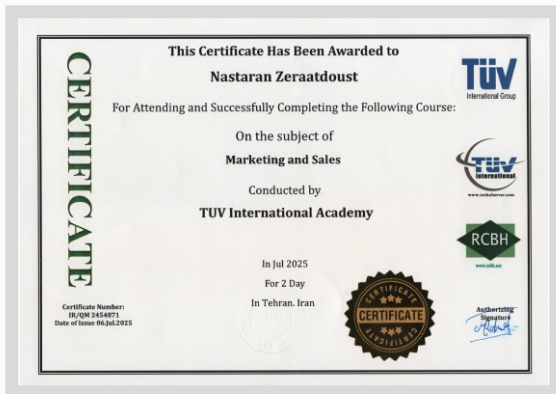 CERTIFICATE
This Certificate Has Been Awarded to
Nastaran Zeraatdoust
For Attending and Successfully Completing the Following Course:
On the subject of
Marketing and Sales
Conducted by
TUV International Academy
In Jul 2025
For 2 Day
In Tehran. Iran
Certificate Number:
IR/QM 2454871
Date of Issue 06.Jul.2025
TÜV
International Group
TÜV
international
RCBH
CERTIFICATE
CERTIFICATE
CERTIFICATE
Authorizing
Signature